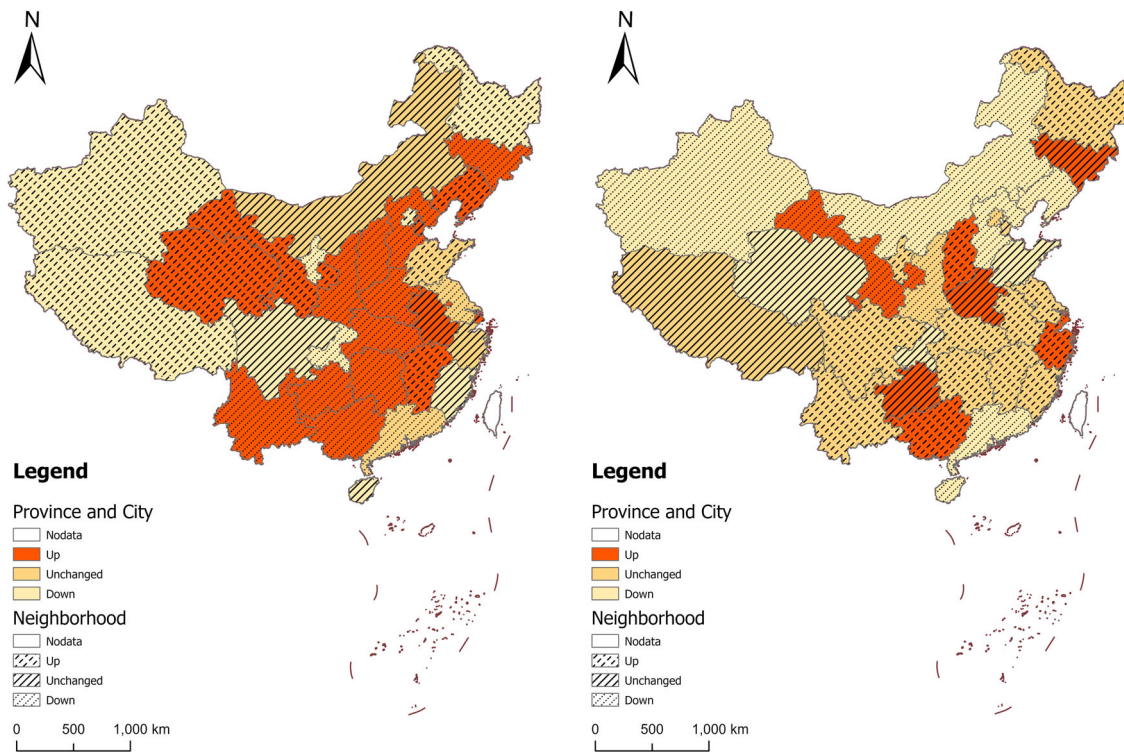 N
Legend
Province and City
Nodata
Up
Unchanged
Down
Neighborhood
Nodata
Up
Unchanged
Down
0 500 1,000 km
N
Legend
Province and City
Nodata
Up
Unchanged
Down
Neighborhood
Nodata
Up
Unchanged
Down
0 500 1,000 km